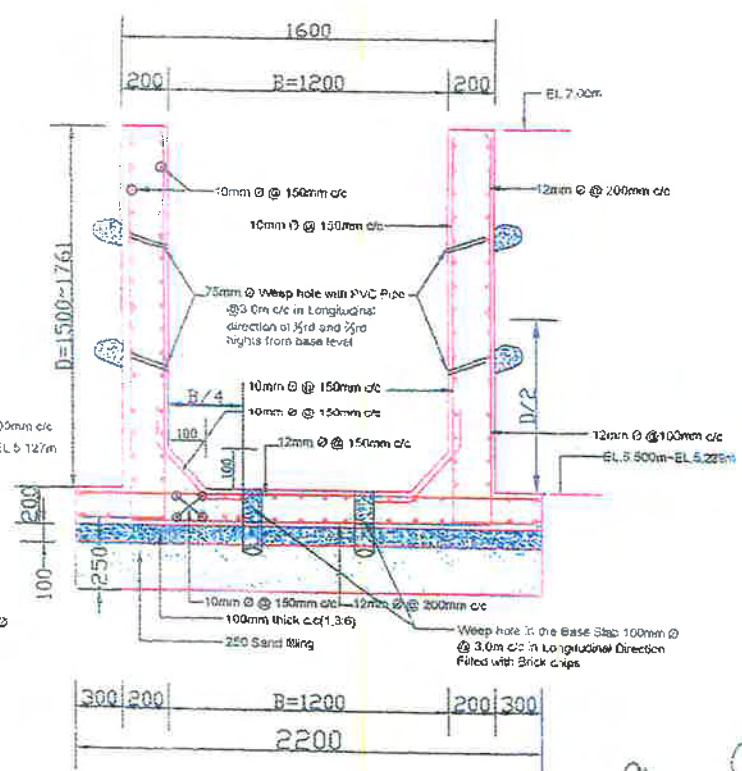 1600
200
B=1200
200
EL.7.00m
10mm Ø @ 150mm c/c
12mm Ø @ 200mm c/c
10mm Ø @ 150mm c/c
D=1500~1761
75mm Ø Weep hole with PVC Pipe
@3.0m c/c in Longitudinal
direction of ⅓rd and ⅔rd
hights from base level
D/2
10mm Ø @ 150mm c/c
B/4
10mm Ø @ 150mm c/c
100
12mm Ø @100mm c/c
00mm c/c
12mm Ø @ 150mm c/c
EL.5.127m
100
EL.5.500m~EL.5.239m
200
250
100
10mm Ø @ 150mm c/c
12mm Ø @ 200mm c/c
100mm thick c.c(1:3:6)
Ø
Weep hole in the Base Slab 100mm Ø
@ 3.0m c/c in Longitudinal Direction
Filled with Brick chips
250 Sand filling
300
200
B=1200
200
300
2200